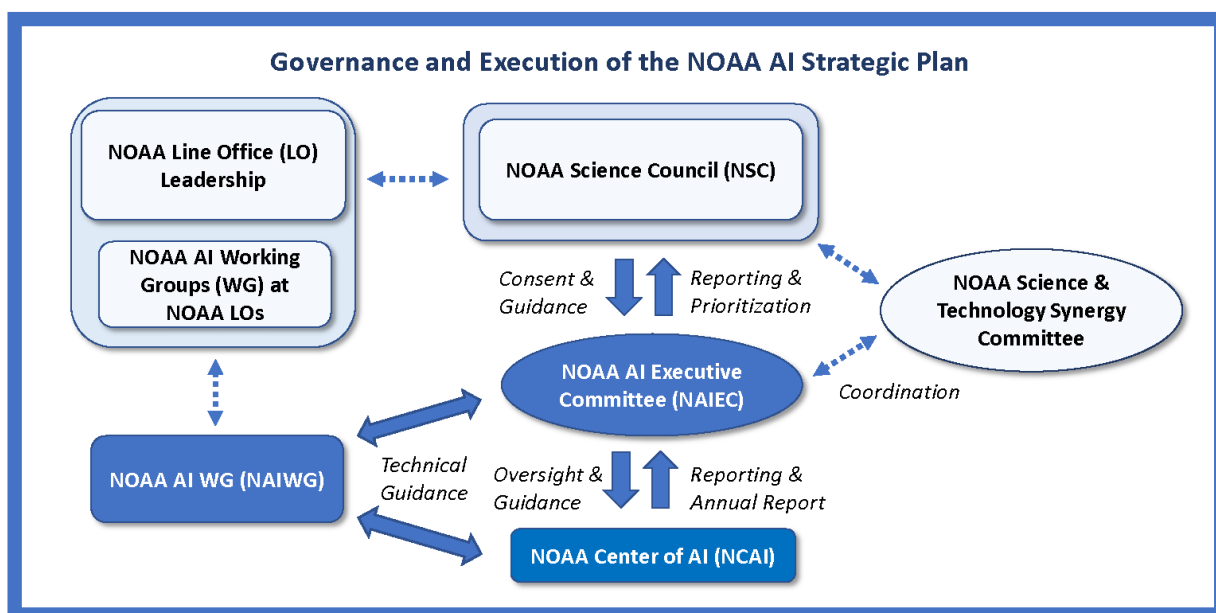 Governance and Execution of the NOAA AI Strategic Plan
NOAA Line Office (LO)
Leadership
NOAA AI Working
Groups (WG) at
NOAA LOs
NOAA Science Council (NSC)
Consent &
Guidance
Reporting &
Prioritization
NOAA Science &
Technology Synergy
Committee
NOAA AI Executive
Committee (NAIEC)
Coordination
NOAA AI WG (NAIWG)
Technical
Guidance
Oversight &
Guidance
Reporting &
Annual Report
NOAA Center of AI (NCAI)